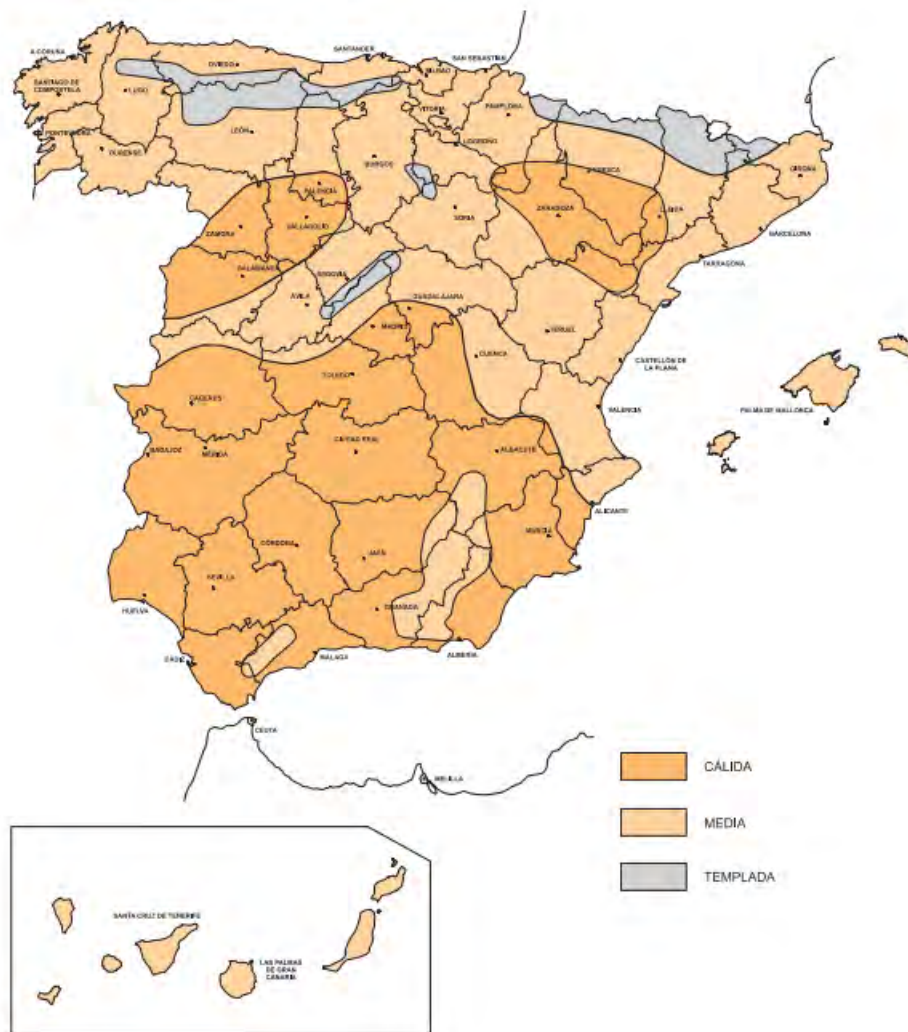 SANTANDER
SAN SEBASTIÁN
A CORUÑA
OVIEDO
BILBAO
SANTIAGO DE
COMPOSTELA
LUGO
VITORIA
PAMPLONA
PONTEVEDRA
LEÓN
LOGROÑO
OURENSE
BURGOS
HUESCA
GIRONA
PALENCIA
ZARAGOZA
LLEIDA
SORIA
VALLADOLID
ZAMORA
BARCELONA
TARRAGONA
SALAMANCA
SEGOVIA
ÁVILA
GUADALAJARA
MADRID
TERUEL
CUENCA
CASTELLÓN DE
LA PLANA
TOLEDO
CÁCERES
VALENCIA
PALMA DE MALLORCA
CIUDAD REAL
BADAJOZ
MÉRIDA
ALBACETE
ALICANTE
MURCIA
CÓRDOBA
JAÉN
SEVILLA
HUELVA
GRANADA
ALMERÍA
CÁDIZ
MÁLAGA
CEUTA
MELILLA
CÁLIDA
MEDIA
TEMPLADA
SANTA CRUZ DE TENERIFE
LAS PALMAS
DE GRAN
CANARIA